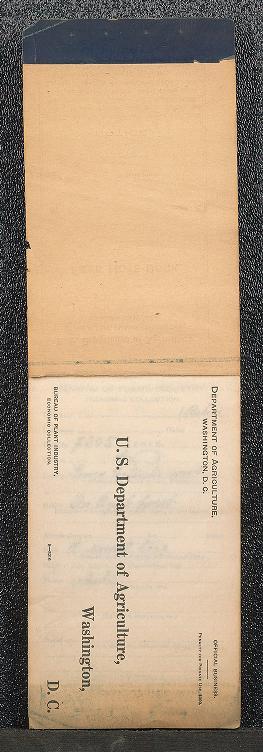 DEPARTMENT OF AGRICULTURE,
WASHINGTON, D. C.
OFFICIAL BUSINESS.
PENALTY FOR PRIVATE USE, $300.
U. S. Department of Agriculture,
Washington,
D. C.
BUREAU OF PLANT INDUSTRY,
ECONOMIC COLLECTION.